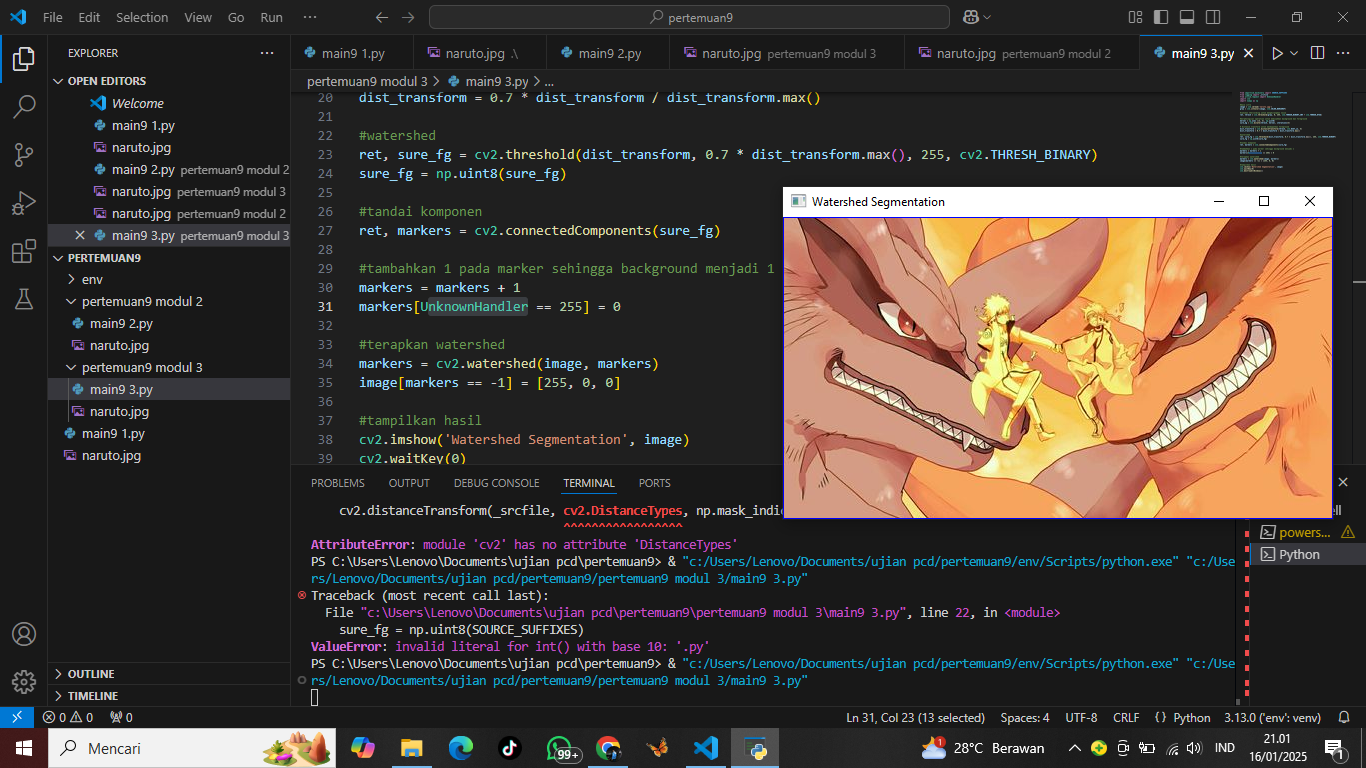 File Edit Selection View Go Run ··· pertemuan9
EXPLORER ···
OPEN EDITORS
Welcome
main9 1.py
naruto.jpg
main9 2.py pertemuan9 modul 2
naruto.jpg pertemuan9 modul 3
naruto.jpg pertemuan9 modul 2
main9 3.py pertemuan9 modul 3
PERTEMUAN9
env
pertemuan9 modul 2
main9 2.py
naruto.jpg
pertemuan9 modul 3
main9 3.py
naruto.jpg
main9 1.py
naruto.jpg
OUTLINE
TIMELINE
main9 1.py naruto.jpg .\ main9 2.py naruto.jpg pertemuan9 modul 3 naruto.jpg pertemuan9 modul 2 main9 3.py
pertemuan9 modul 3 > main9 3.py > ...
20 dist_transform = 0.7 * dist_transform / dist_transform.max()
21
22 #watershed
23 ret, sure_fg = cv2.threshold(dist_transform, 0.7 * dist_transform.max(), 255, cv2.THRESH_BINARY)
24 sure_fg = np.uint8(sure_fg)
25
26 #tandai komponen
27 ret, markers = cv2.connectedComponents(sure_fg)
28
29 #tambahkan 1 pada marker sehingga background menjadi 1
30 markers = markers + 1
31 markers[UnknownHandler == 255] = 0
32
33 #terapkan watershed
34 markers = cv2.watershed(image, markers)
35 image[markers == -1] = [255, 0, 0]
36
37 #tampilkan hasil
38 cv2.imshow('Watershed Segmentation', image)
39 cv2.waitKey(0)
Watershed Segmentation
PROBLEMS OUTPUT DEBUG CONSOLE TERMINAL PORTS
cv2.distanceTransform(_srcfile, cv2.DistanceTypes, np.mask_indic
^^^^^^^^^^^^^^^^^
AttributeError: module 'cv2' has no attribute 'DistanceTypes'
PS C:\Users\Lenovo\Documents\ujian pcd\pertemuan9> & "c:/Users/Lenovo/Documents/ujian pcd/pertemuan9/env/Scripts/python.exe" "c:/Use
rs/Lenovo/Documents/ujian pcd/pertemuan9/pertemuan9 modul 3/main9 3.py"
Traceback (most recent call last):
File "c:\Users\Lenovo\Documents\ujian pcd\pertemuan9\pertemuan9 modul 3\main9 3.py", line 22, in <module>
sure_fg = np.uint8(SOURCE_SUFFIXES)
ValueError: invalid literal for int() with base 10: '.py'
PS C:\Users\Lenovo\Documents\ujian pcd\pertemuan9> & "c:/Users/Lenovo/Documents/ujian pcd/pertemuan9/env/Scripts/python.exe" "c:/Use
rs/Lenovo/Documents/ujian pcd/pertemuan9/pertemuan9 modul 3/main9 3.py"
powers...
Python
0 0 0 Ln 31, Col 23 (13 selected) Spaces: 4 UTF-8 CRLF {} Python 3.13.0 ('env': venv)
Mencari 99+ 1 28°C Berawan IND 21.01
16/01/2025 1